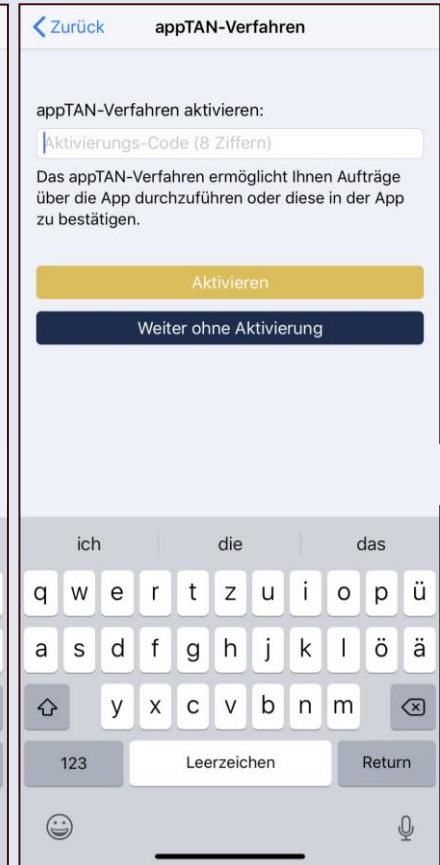 Zurück appTAN-Verfahren
appTAN-Verfahren aktivieren:
Aktivierungs-Code (8 Ziffern)
Das appTAN-Verfahren ermöglicht Ihnen Aufträge
über die App durchzuführen oder diese in der App
zu bestätigen.
Aktivieren
Weiter ohne Aktivierung
ich die das
q w e r t z u i o p ü
a s d f g h j k l ö ä
y x c v b n m
123 Leerzeichen Return